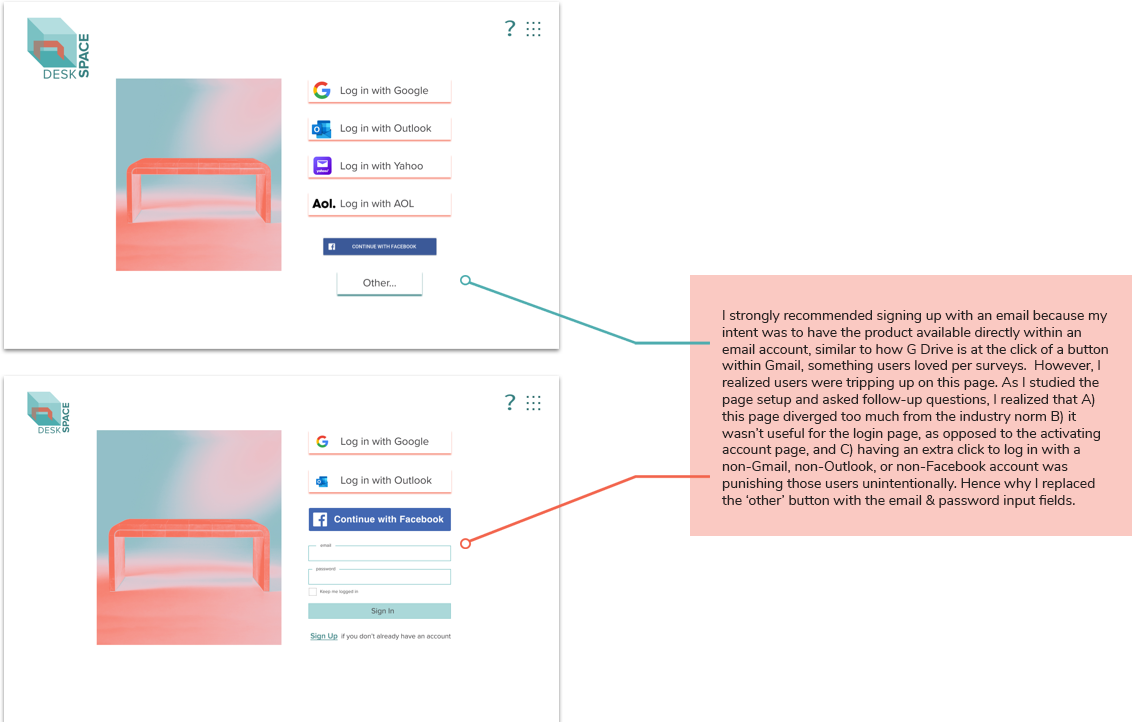 DESK SPACE
?
Log in with Google
Log in with Outlook
yahoo!
Log in with Yahoo
Aol. Log in with AOL
CONTINUE WITH FACEBOOK
Other...
I strongly recommended signing up with an email because my
intent was to have the product available directly within an
email account, similar to how G Drive is at the click of a button
within Gmail, something users loved per surveys.  However, I
realized users were tripping up on this page. As I studied the
page setup and asked follow-up questions, I realized that A)
this page diverged too much from the industry norm B) it
wasn't useful for the login page, as opposed to the activating
account page, and C) having an extra click to log in with a
non-Gmail, non-Outlook, or non-Facebook account was
punishing those users unintentionally. Hence why I replaced
the 'other' button with the email & password input fields.
DESK SPACE
?
Log in with Google
Log in with Outlook
Continue with Facebook
email
password
Keep me logged in
Sign In
Sign Up if you don't already have an account